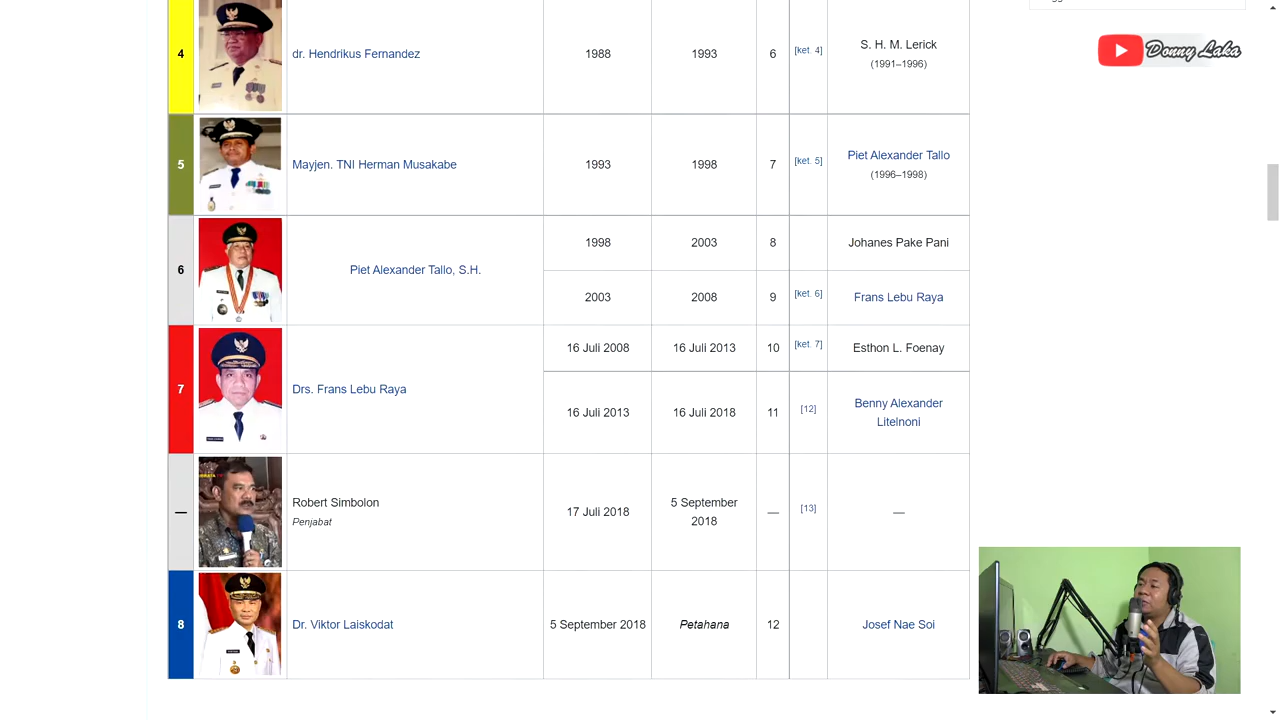 Donny Laka
4
dr. Hendrikus Fernandez
1988
1993
6
[ket. 4]
S. H. M. Lerick
(1991–1996)
5
Mayjen. TNI Herman Musakabe
1993
1998
7
[ket. 5]
Piet Alexander Tallo
(1996–1998)
6
Piet Alexander Tallo, S.H.
1998
2003
8
Johanes Pake Pani
2003
2008
9
[ket. 6]
Frans Lebu Raya
7
Drs. Frans Lebu Raya
16 Juli 2008
16 Juli 2013
10
[ket. 7]
Esthon L. Foenay
16 Juli 2013
16 Juli 2018
11
[12]
Benny Alexander
Litelnoni
—
Robert Simbolon
Penjabat
17 Juli 2018
5 September
2018
—
[13]
—
8
Dr. Viktor Laiskodat
5 September 2018
Petahana
12
Josef Nae Soi